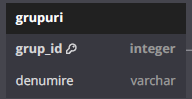 grupuri
grup_id integer
denumire varchar